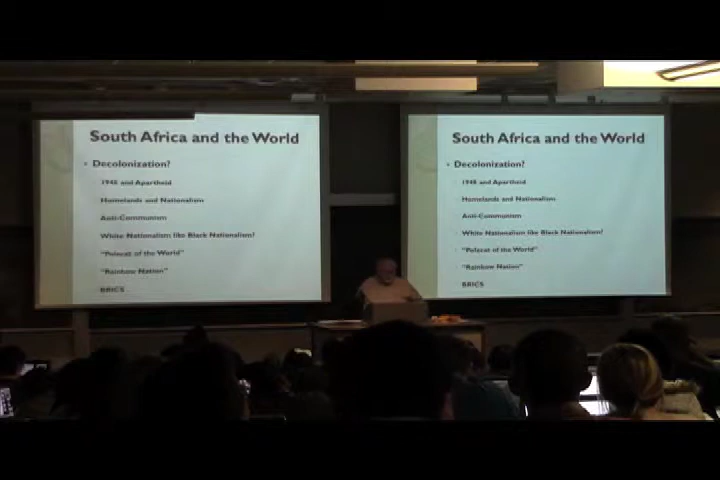 South Africa and the World
Decolonization?
1948 and Apartheid
Homelands and Nationalism
Anti-Communism
White Nationalism like Black Nationalism?
"Polecat of the World"
"Rainbow Nation"
BRICS
South Africa and the World
Decolonization?
1948 and Apartheid
Homelands and Nationalism
Anti-Communism
White Nationalism like Black Nationalism?
"Polecat of the World"
"Rainbow Nation"
BRICS